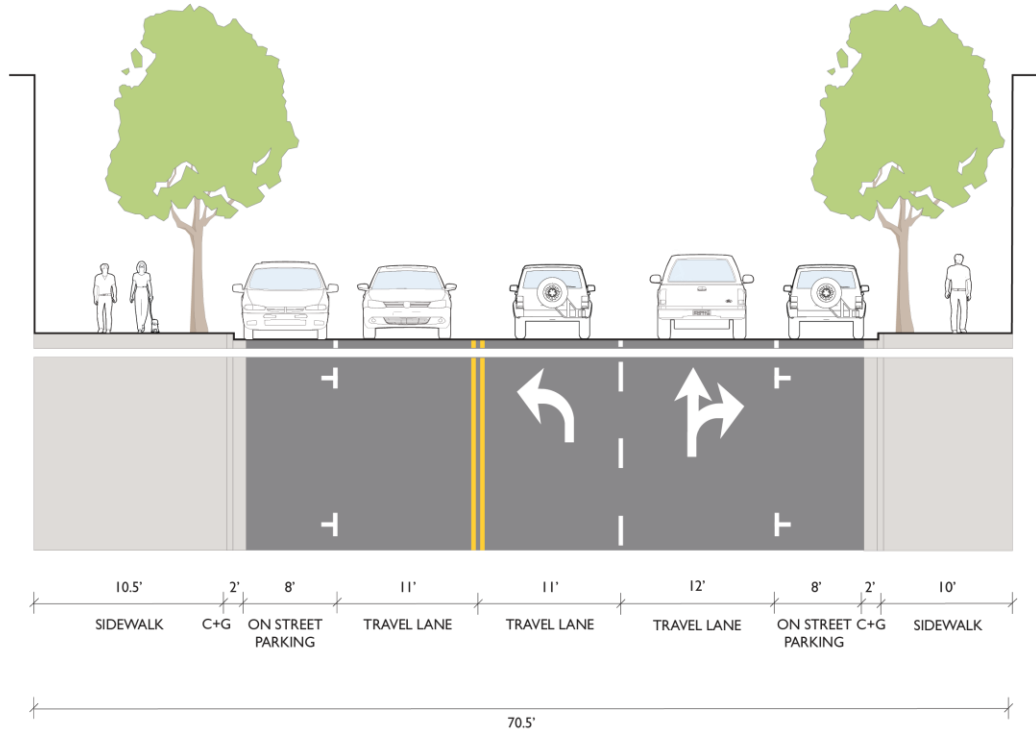 10.5’ 2’ 8’ 11’ 11’ 12’ 8’ 2’ 10’
SIDEWALK C+G ON STREET TRAVEL LANE TRAVEL LANE TRAVEL LANE ON STREET C+G SIDEWALK
PARKING PARKING
70.5’